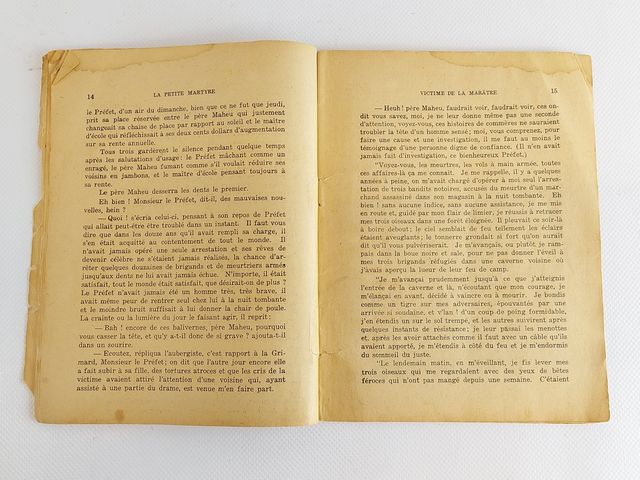 14 LA PETITE MARTYRE
le Préfet, d'un air du dimanche, bien que ce ne fut que jeudi,
prit sa place réservée entre le père Maheu qui justement
changeait sa chaise de place par rapport au soleil et le maître
d'école qui réfléchissait à ses deux cents dollars d'augmentation
sur sa rente annuelle.
Tous trois gardèrent le silence pendant quelque temps
après les salutations d'usage: le Préfet mâchant comme un
enragé, le père Maheu fumant comme s'il voulait réduire ses
voisins en jambons, et le maître d'école pensant toujours à
sa rente.
Le père Maheu desserra les dents le premier.
Eh bien! Monsieur le Préfet, dit-il, des mauvaises nou-
velles, hein?
— Quoi! s'écria celui-ci, pensant à son repos de Préfet
qui allait peut-être être troublé dans un instant. Il faut vous
dire que dans les douze ans qu'il avait rempli sa charge, il
s'en était acquitté au contentement de tout le monde. Il
n'avait jamais opéré une seule arrestation et ses rêves de
devenir célèbre ne s'étaient jamais réalisés, la chance d'ar-
rêter quelques douzaines de brigands et de meurtriers armés
jusqu'aux dents ne lui avait jamais échue. N'importe, il était
satisfait, tout le monde était satisfait, que désirait-on de plus?
Le Préfet n'avait jamais été un homme très, très brave, il
avait même peur de rentrer seul chez lui à la nuit tombante
et le moindre bruit suffisait à lui donner la chair de poule.
La crainte ou la lumière du jour le faisant agir, il reprit:
— Bah! encore de ces balivernes, père Maheu, pourquoi
vous casser la tête, et qu'y a-t-il donc de si grave? ajouta-t-il
dans un sourire.
— Ecoutez, répliqua l'aubergiste, c'est rapport à la Gri-
mard, Monsieur le Préfet; on dit que l'autre jour encore elle
a fait subir à sa fille, des tortures atroces et que les cris de la
victime avaient attiré l'attention d'une voisine qui, ayant
assisté à une partie du drame, est venue m'en faire part.
VICTIME DE LA MARÂTRE 15
— Heuh! père Maheu, faudrait voir, faudrait voir, ces on-
dit vous savez, moi, je ne leur donne même pas une seconde
d'attention, voyez-vous, ces histoires de commères ne sauraient
troubler la tête d'un homme sensé; moi, vous comprenez, pour
faire une cause et une investigation, il me faut au moins le
témoignage d'une personne digne de confiance. (Il n'en avait
jamais fait d'investigation, ce bienheureux Préfet.)
"Voyez-vous, les meurtres, les vols à main armée, toutes
ces affaires-là ça me connait. Je me rappelle, il y a quelques
années à peine, on m'avait chargé d'opérer à moi seul l'arres-
tation de trois bandits notoires, accusés du meurtre d'un mar-
chand assassiné dans son magasin à la nuit tombante. Eh
bien! sans aucune indice, sans aucune assistance, je me mis
en route et, guidé par mon flair de limier, je réussis à retracer
mes trois oiseaux dans une forêt éloignée. Il pleuvait ce soir-là
à boire debout; le ciel semblait de feu tellement les éclairs
étaient aveuglants; le tonnerre grondait si fort qu'on aurait
dit qu'il vous pulvériserait. Je m'avançais, ou plutôt je ram-
pais dans la boue noire et sale, pour ne pas donner l'éveil à
mes trois brigands réfugiés dans une caverne voisine où
j'avais aperçu la lueur de leur feu de camp.
"Je m'avançai prudemment jusqu'à ce que j'atteignis
l'entrée de la caverne et là, n'écoutant que mon courage, je
m'élançai en avant, décidé à vaincre ou à mourir. Je bondis
comme un tigre sur mes adversaires, épouvantés par une
arrivée si soudaine, et v'lan! d'un coup de poing formidable,
j'en étendis un sur le sol trempé, et les autres suivirent après
quelques instants de résistance; je leur passai les menottes
et, après les avoir attachés comme il faut avec un câble qu'ils
avaient apporté, je m'étendis à côté du feu et je m'endormis
du sommeil du juste.
"Le lendemain matin, en m'éveillant, je fis lever mes
trois oiseaux qui me regardaient avec des yeux de bêtes
féroces qui n'ont pas mangé depuis une semaine. C'étaient